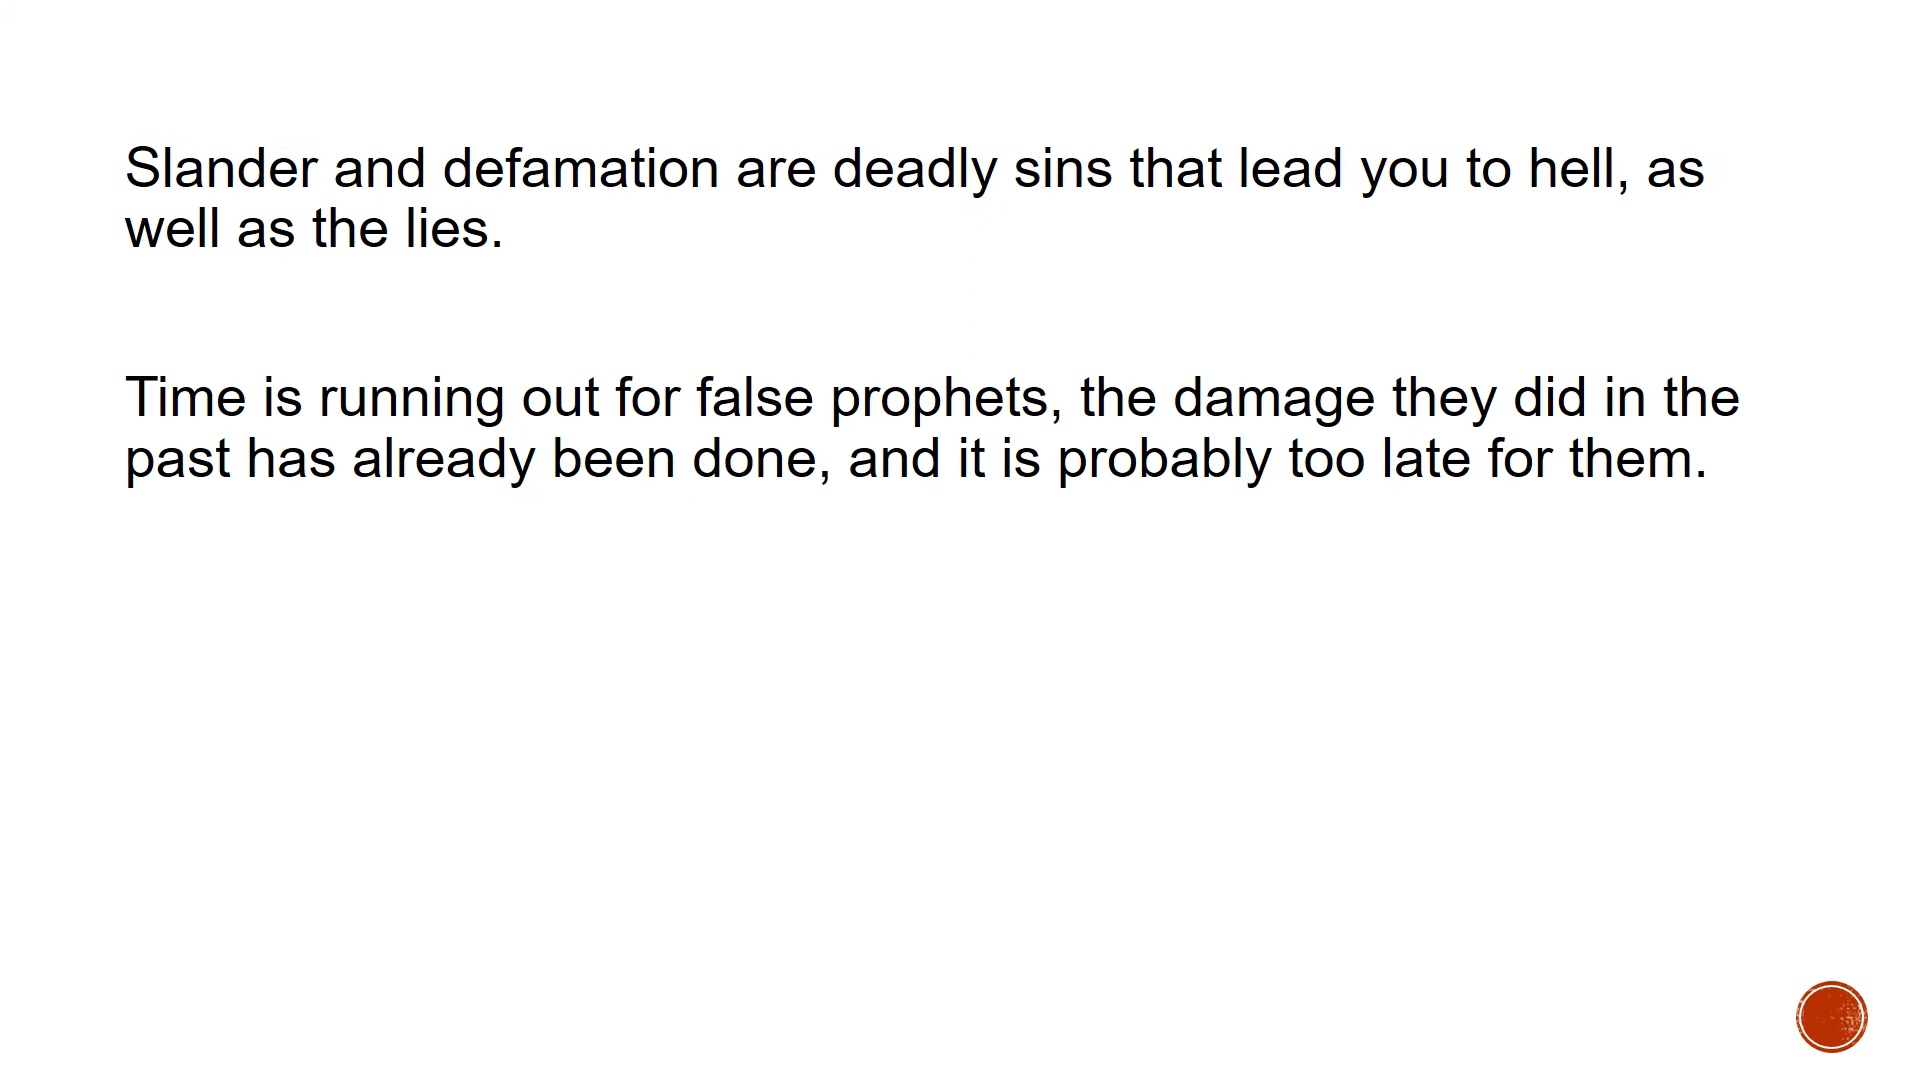 Slander and defamation are deadly sins that lead you to hell, as
well as the lies.
Time is running out for false prophets, the damage they did in the
past has already been done, and it is probably too late for them.